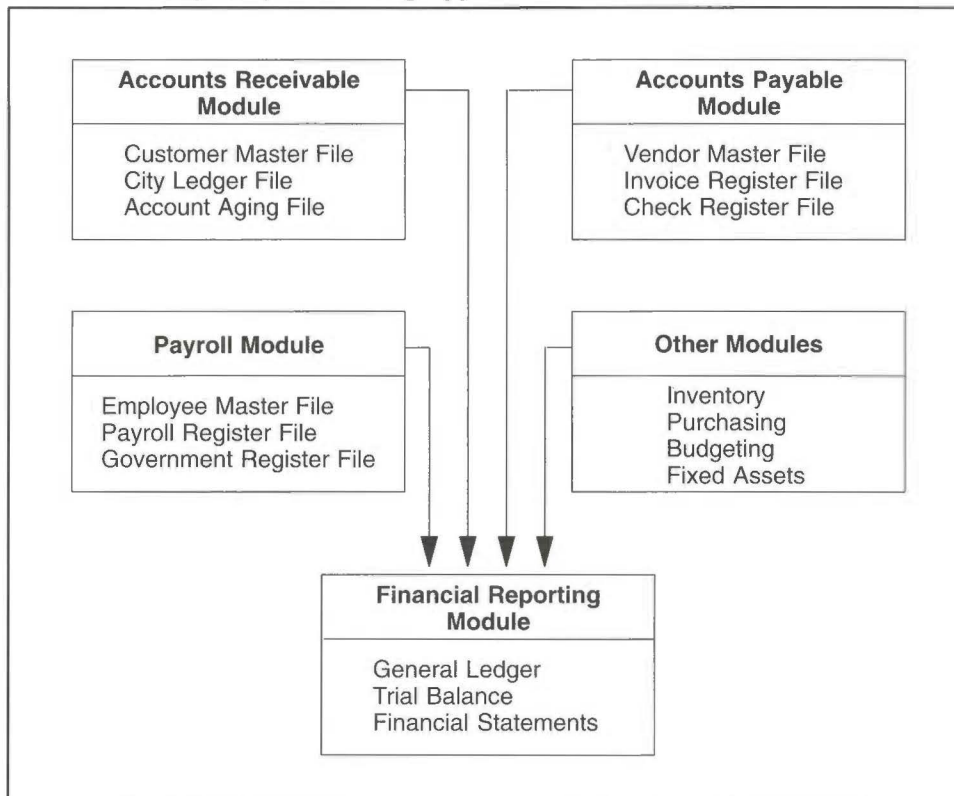 Accounts Receivable
Module
Customer Master File
City Ledger File
Account Aging File
Accounts Payable
Module
Vendor Master File
Invoice Register File
Check Register File
Payroll Module
Employee Master File
Payroll Register File
Government Register File
Other Modules
Inventory
Purchasing
Budgeting
Fixed Assets
Financial Reporting
Module
General Ledger
Trial Balance
Financial Statements